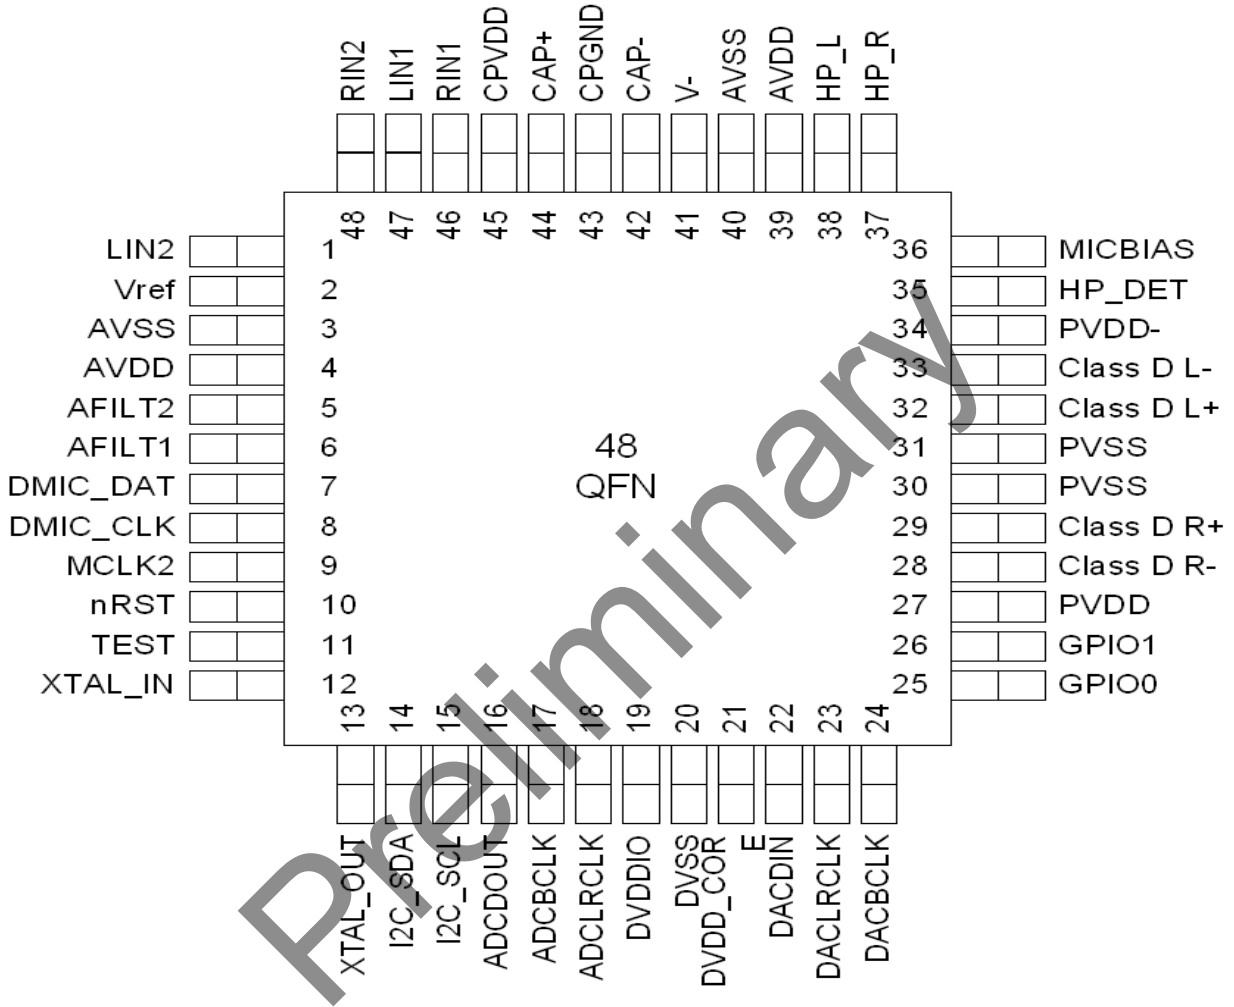 RIN2
LIN1
RIN1
CPVDD
CAP+
CPGND
CAP-
V-
AVSS
AVDD
HP_L
HP_R
48
47
46
45
44
43
42
41
40
39
38
37
LIN2 1
Vref 2
AVSS 3
AVDD 4
AFILT2 5
AFILT1 6
DMIC_DAT 7
DMIC_CLK 8
MCLK2 9
nRST 10
TEST 11
XTAL_IN 12
48
QFN
Preliminary
36 MICBIAS
35 HP_DET
34 PVDD-
33 Class D L-
32 Class D L+
31 PVSS
30 PVSS
29 Class D R+
28 Class D R-
27 PVDD
26 GPIO1
25 GPIO0
13
14
15
16
17
18
19
20
21
22
23
24
XTAL_OUT
I2C_SDA
I2C_SCL
ADCDOUT
ADCBCLK
ADCLRCLK
DVDDIO
DVSS
DVDD_COR
E
DACDIN
DACLRCLK
DACBCLK